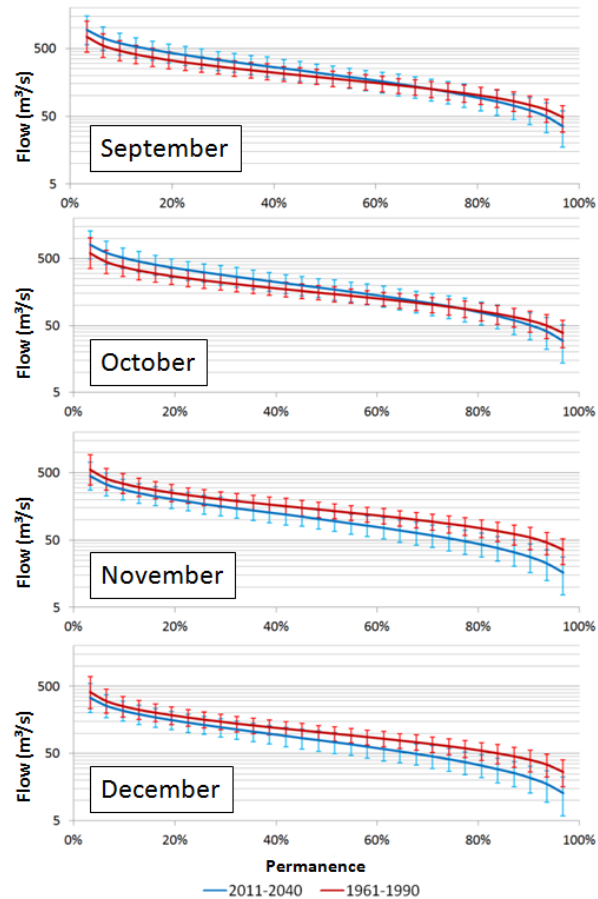 500
50
5
Flow (m³/s)
September
0% 20% 40% 60% 80% 100%
500
50
5
Flow (m³/s)
October
0% 20% 40% 60% 80% 100%
500
50
5
Flow (m³/s)
November
0% 20% 40% 60% 80% 100%
500
50
5
Flow (m³/s)
December
0% 20% 40% 60% 80% 100%
Permanence
2011-2040 1961-1990